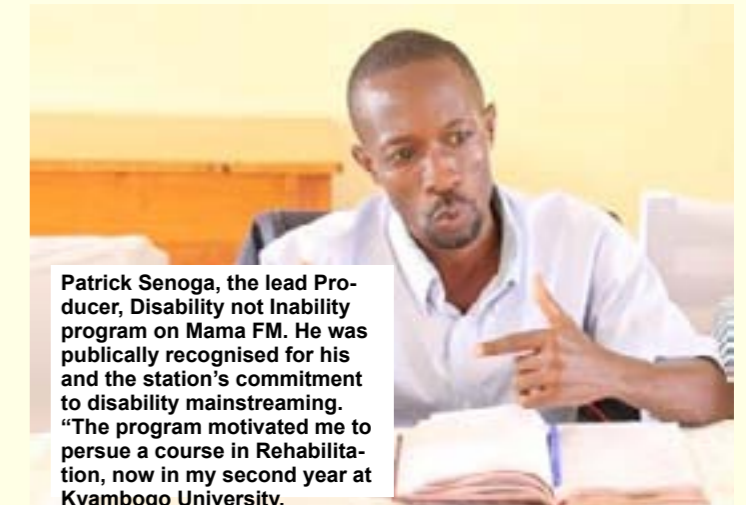 Patrick Senoga, the lead Pro-
ducer, Disability not Inability
program on Mama FM. He was
publically recognised for his
and the station's commitment
to disability mainstreaming.
“The program motivated me to
persue a course in Rehabilita-
tion, now in my second year at
Kyambogo University.